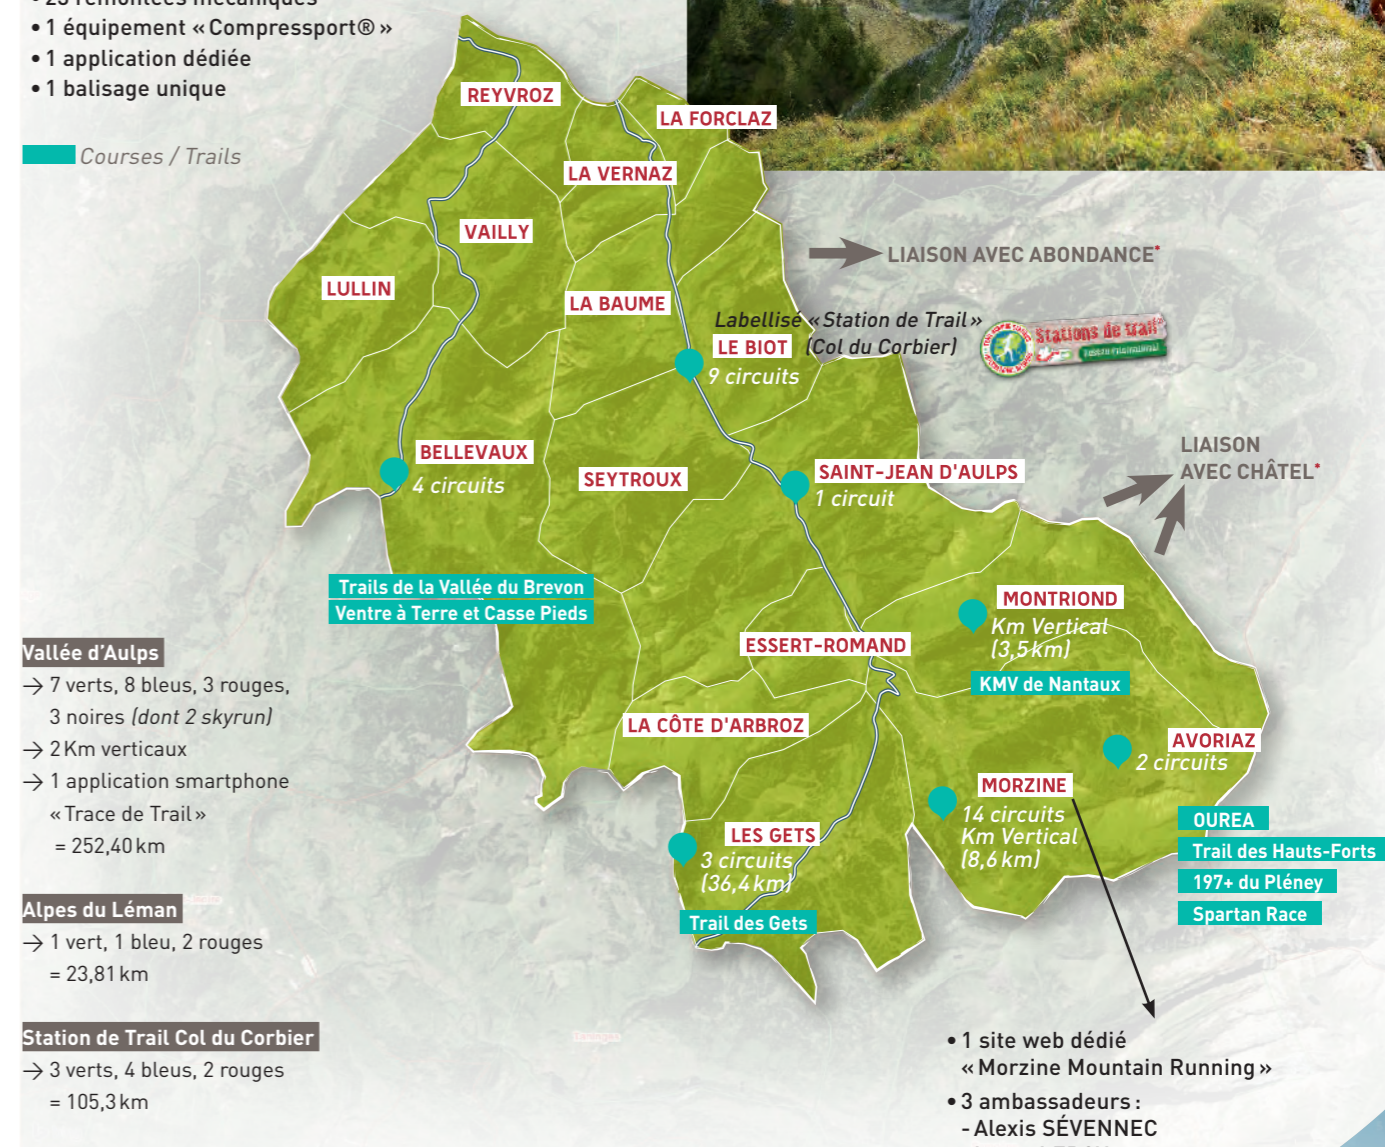 • 1 équipement « Compressport® »
• 1 application dédiée
• 1 balisage unique
Courses / Trails
REYVROZ
LA FORCLAZ
LA VERNAZ
VAILLY
LULLIN
LA BAUME
LIAISON AVEC ABONDANCE*
Labellisé « Station de Trail »
(Col du Corbier)
Stations de trail
LE BIOT
9 circuits
LIAISON
AVEC CHÂTEL*
BELLEVAUX
4 circuits
SEYTROUX
SAINT-JEAN D'AULPS
1 circuit
Trails de la Vallée du Brevon
Ventre à Terre et Casse Pieds
MONTRIOND
Km Vertical
(3,5 km)
KMV de Nantaux
ESSERT-ROMAND
LA CÔTE D'ARBROZ
AVORIAZ
2 circuits
MORZINE
14 circuits
Km Vertical
(8,6 km)
LES GETS
3 circuits
(36,4 km)
Trail des Gets
OUREA
Trail des Hauts-Forts
197+ du Pléney
Spartan Race
Vallée d'Aulps
→ 7 verts, 8 bleus, 3 rouges,
3 noires (dont 2 skyrun)
→ 2 Km verticaux
→ 1 application smartphone
« Trace de Trail »
= 252,40 km
Alpes du Léman
→ 1 vert, 1 bleu, 2 rouges
= 23,81 km
Station de Trail Col du Corbier
→ 3 verts, 4 bleus, 2 rouges
= 105,3 km
• 1 site web dédié
« Morzine Mountain Running »
• 3 ambassadeurs :
- Alexis SÉVENNEC